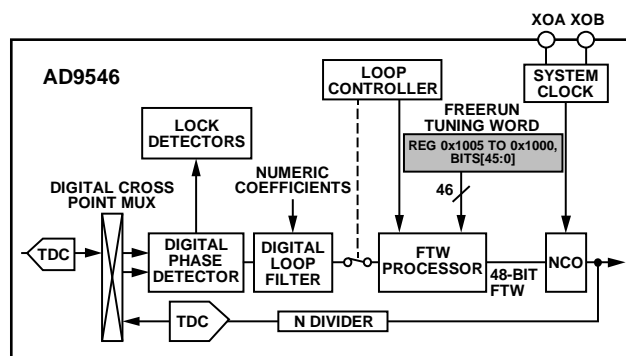 XOA XOB
AD9546
LOOP
CONTROLLER
SYSTEM
CLOCK
FREERUN
TUNING WORD
LOCK
DETECTORS
REG 0x1005 TO 0x1000,
BITS[45:0]
NUMERIC
COEFFICIENTS
46
DIGITAL CROSS
POINT MUX
TDC
DIGITAL
PHASE
DETECTOR
DIGITAL
LOOP
FILTER
FTW
PROCESSOR
48-BIT
FTW
NCO
TDC
N DIVIDER